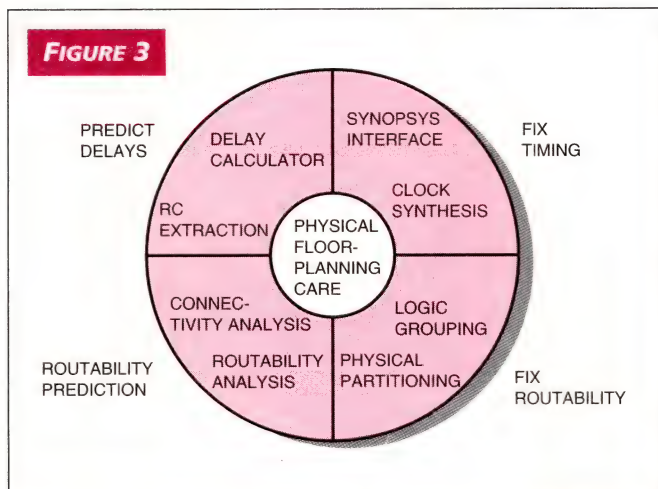 FIGURE 3
PREDICT
DELAYS
DELAY
CALCULATOR
RC
EXTRACTION
SYNOPSYS
INTERFACE
CLOCK
SYNTHESIS
FIX
TIMING
PHYSICAL
FLOOR-
PLANNING
CARE
ROUTABILITY
PREDICTION
CONNEC-
TIVITY ANALYSIS
ROUTABILITY
ANALYSIS
LOGIC
GROUPING
PHYSICAL
PARTITIONING
FIX
ROUTABILITY